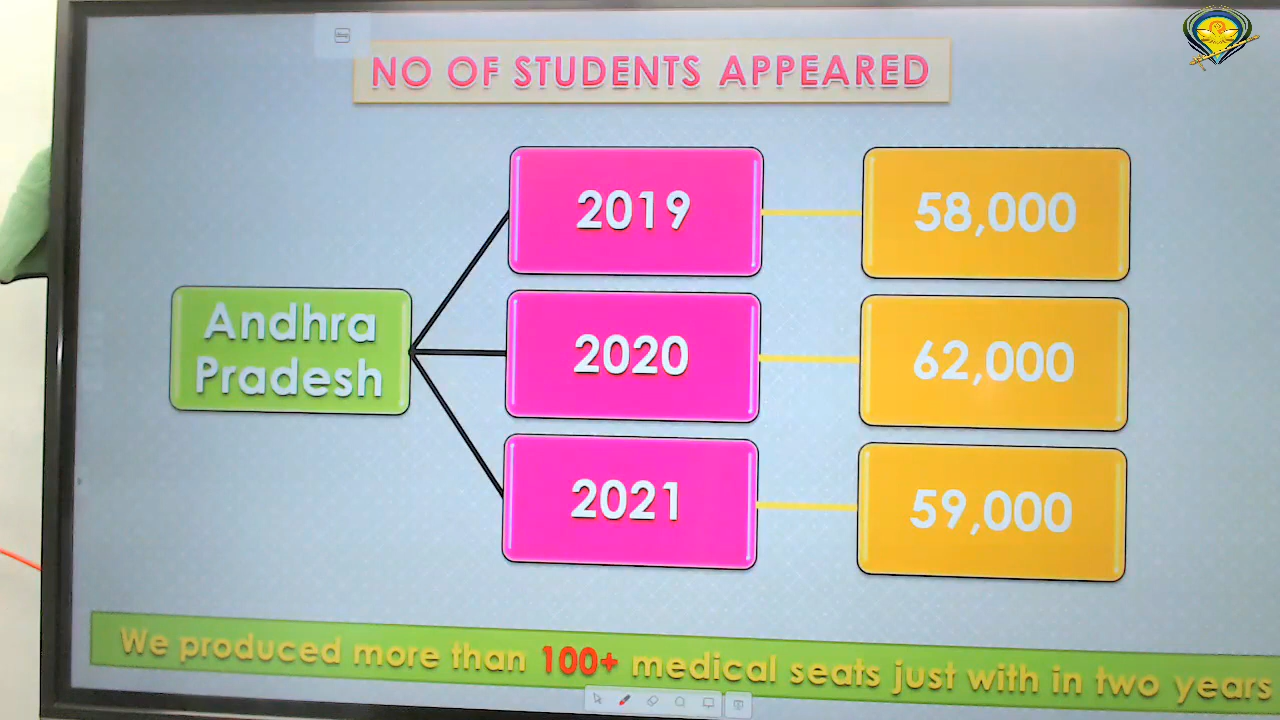 NO OF STUDENTS APPEARED
2019
58,000
Andhra
Pradesh
2020
62,000
2021
59,000
We produced more than 100+ medical seats just with in two years